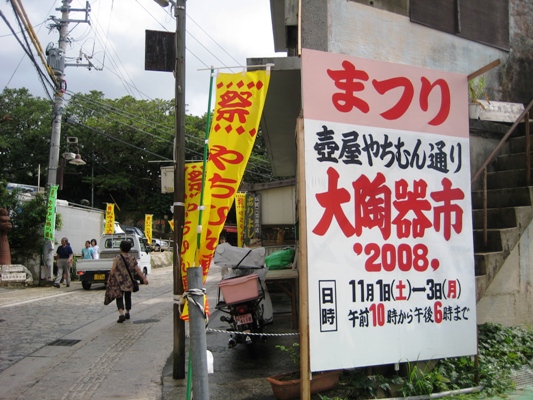 まつり
壺屋やちむん通り
大陶器市
2008
日時
11月1日(土)―3日(月)
午前10時から午後6時まで
祭
やちむん